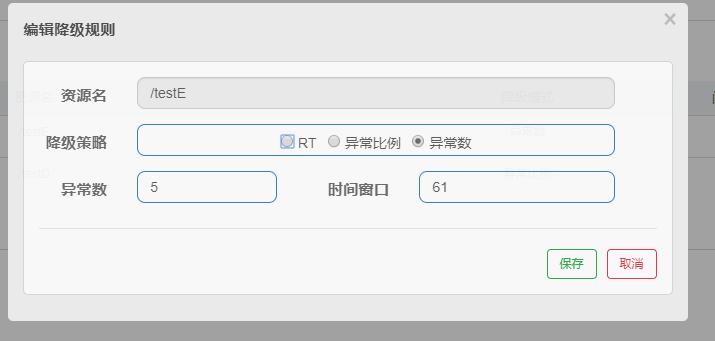 编辑降级规则 ×
资源名 /testE
降级策略 RT 异常比例 异常数
异常数 5 时间窗口 61
保存 取消